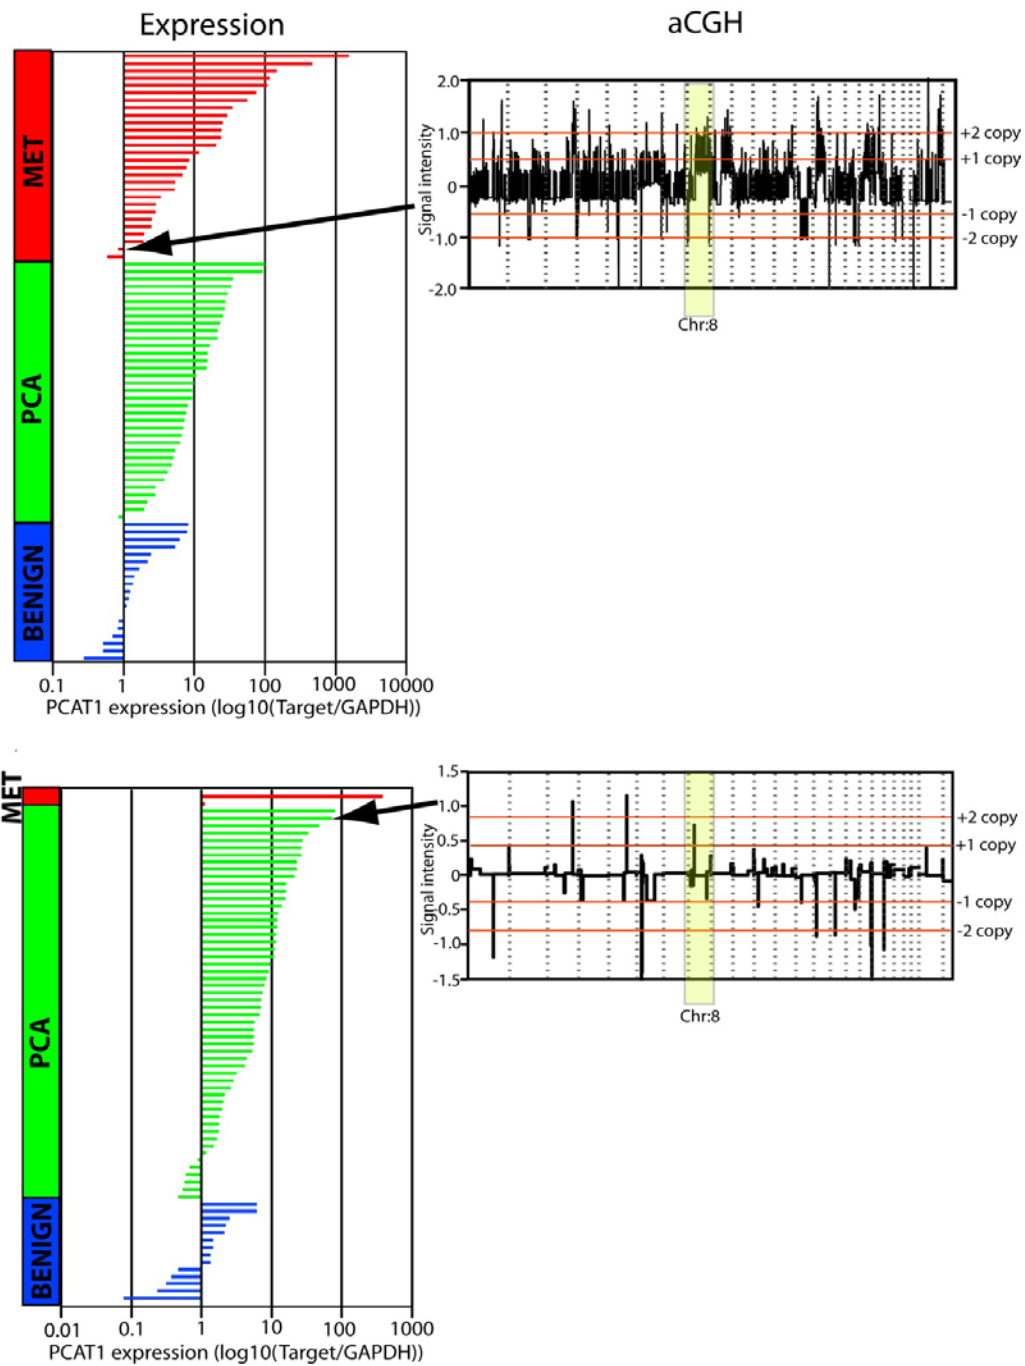 Expression
aCGH
MET
PCA
BENIGN
0.1 1 10 100 1000 10000
PCAT1 expression (log10(Target/GAPDH))
Signal intensity
2.0
1.0
0
-1.0
-2.0
+2 copy
+1 copy
-1 copy
-2 copy
Chr:8
MET
PCA
BENIGN
0.01 0.1 1 10 100 1000
PCAT1 expression (log10(Target/GAPDH))
Signal intensity
1.5
1.0
0.5
0
-0.5
-1.0
-1.5
+2 copy
+1 copy
-1 copy
-2 copy
Chr:8